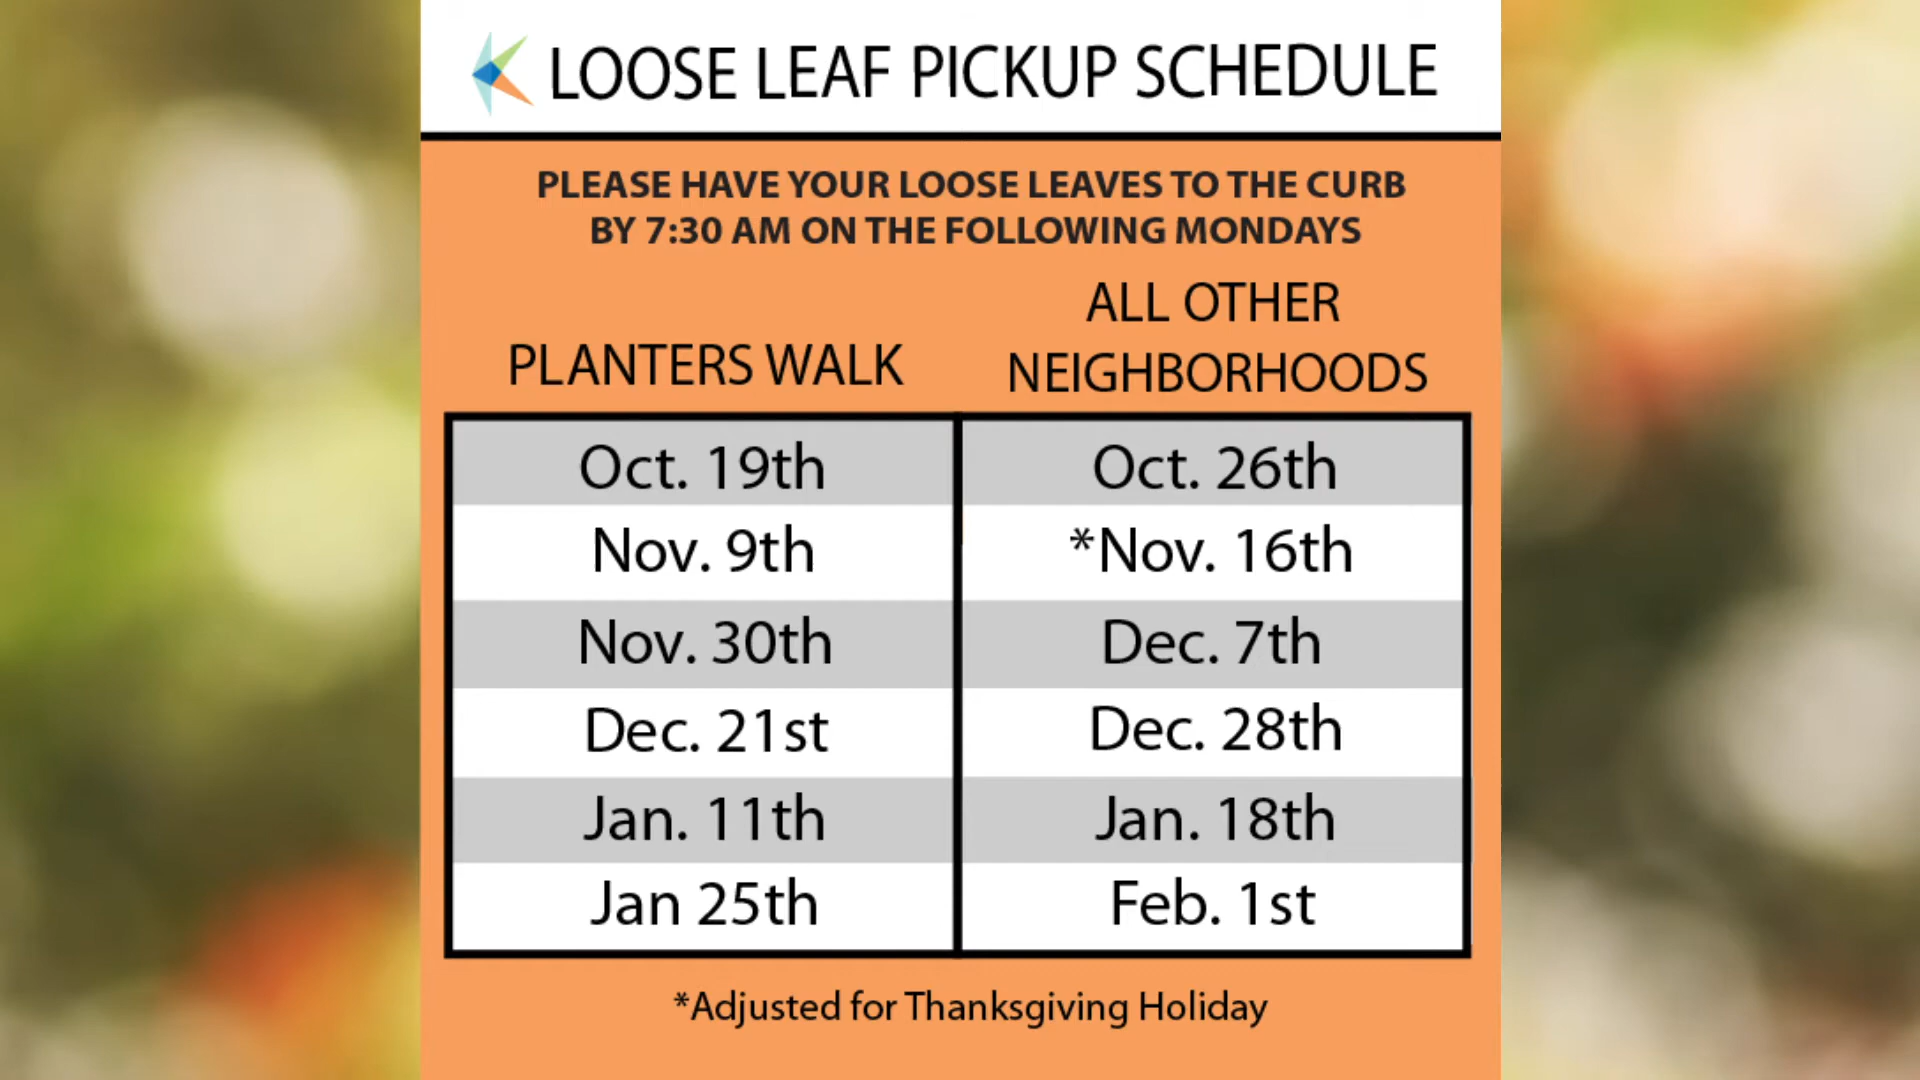 LOOSE LEAF PICKUP SCHEDULE
PLEASE HAVE YOUR LOOSE LEAVES TO THE CURB
BY 7:30 AM ON THE FOLLOWING MONDAYS
PLANTERS WALK
ALL OTHER
NEIGHBORHOODS
Oct. 19th
Oct. 26th
Nov. 9th
*Nov. 16th
Nov. 30th
Dec. 7th
Dec. 21st
Dec. 28th
Jan. 11th
Jan. 18th
Jan 25th
Feb. 1st
*Adjusted for Thanksgiving Holiday